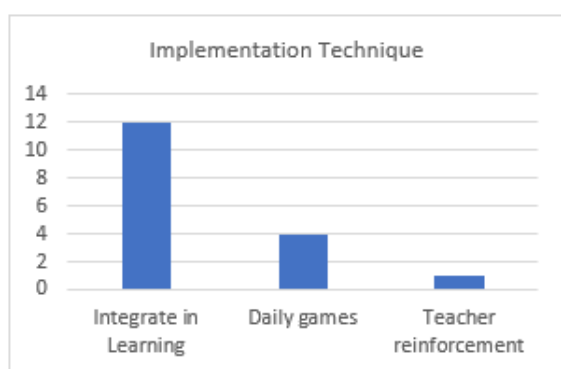 Implementation Technique
14
12
10
8
6
4
2
0
Integrate in
Learning
Daily games
Teacher
reinforcement